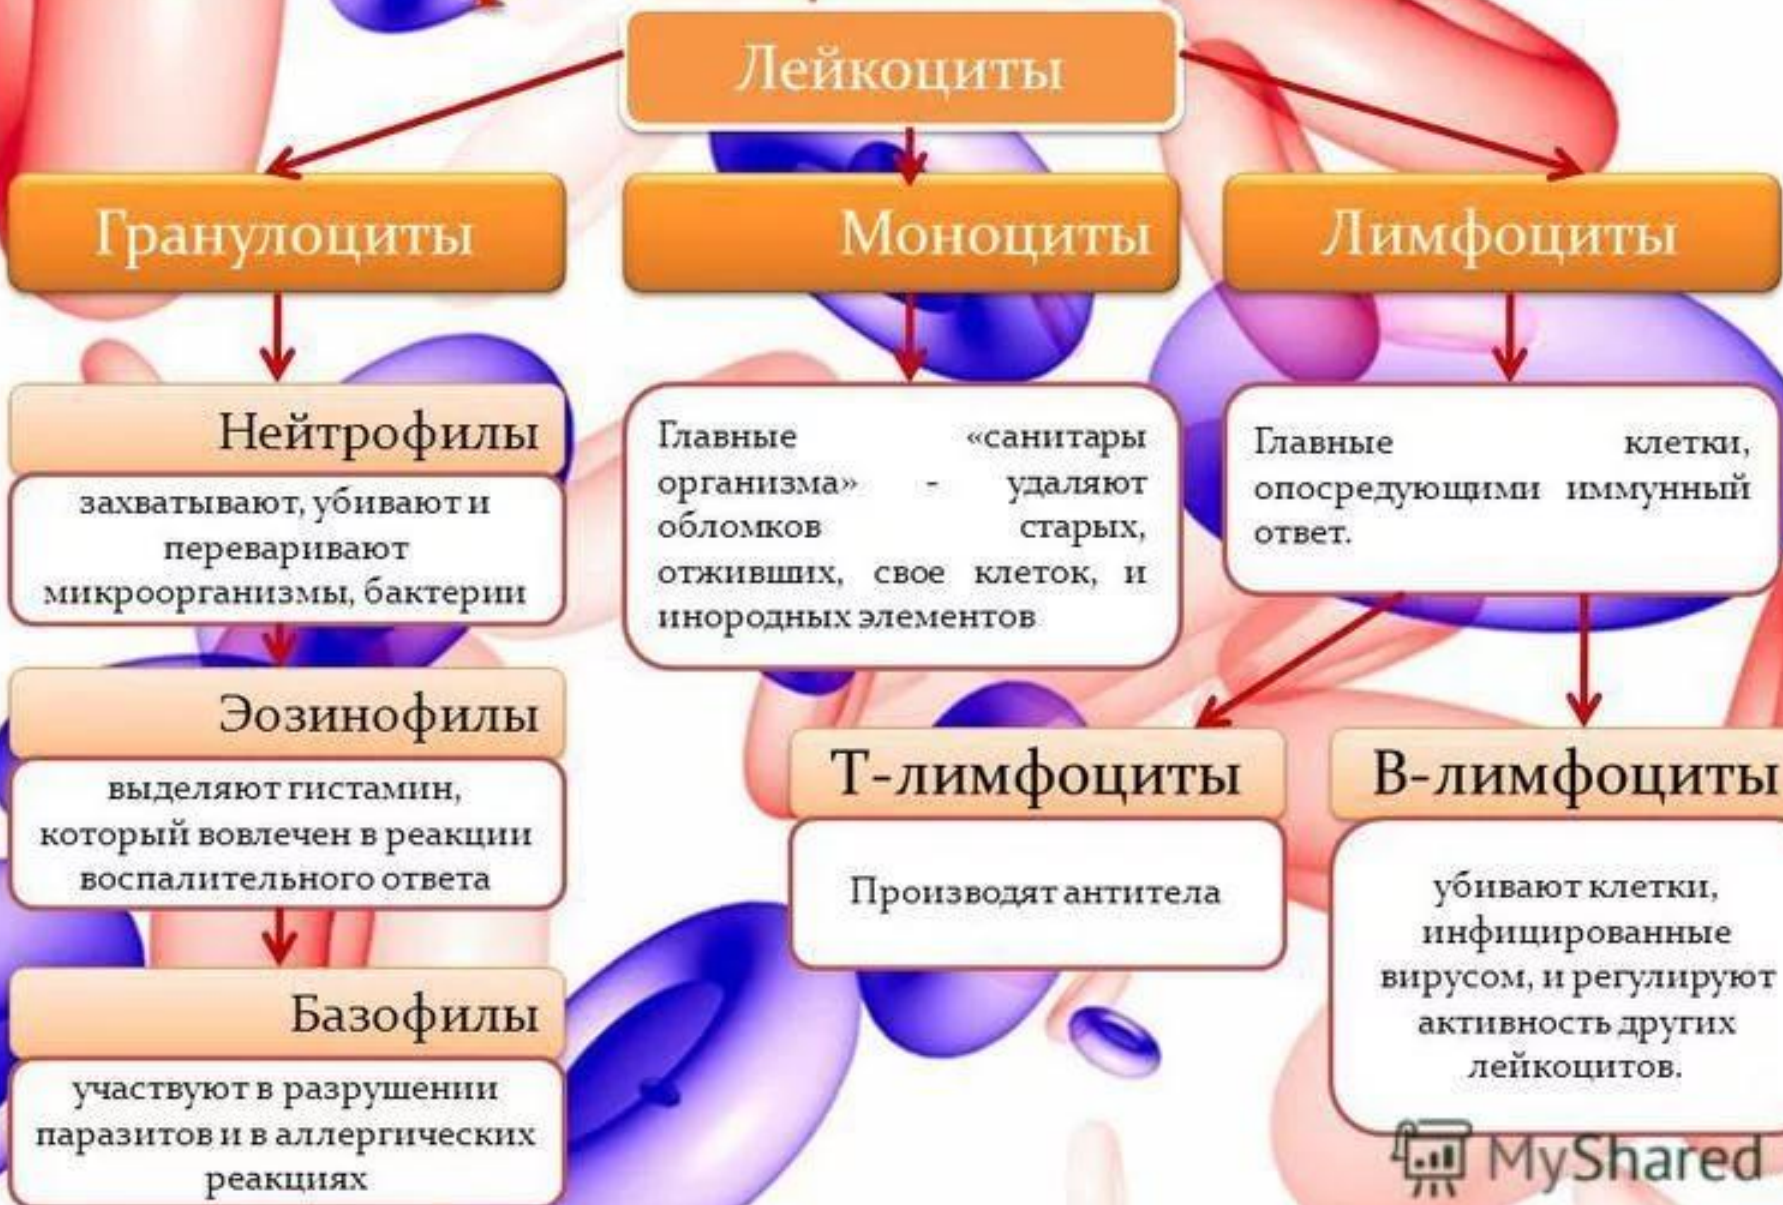 Лейкоциты
Гранулоциты
Моноциты
Лимфоциты
Нейтрофилы
захватывают, убивают и
переваривают
микроорганизмы, бактерии
Эозинофилы
выделяют гистамин,
который вовлечен в реакции
воспалительного ответа
Базофилы
участвуют в разрушении
паразитов и в аллергических
реакциях
Главные «санитары
организма» - удаляют
обломков старых,
отживших, свое клеток, и
инородных элементов
Главные клетки,
опосредующими иммунный
ответ.
Т-лимфоциты
Производят антитела
В-лимфоциты
убивают клетки,
инфицированные
вирусом, и регулируют
активность других
лейкоцитов.
MyShared